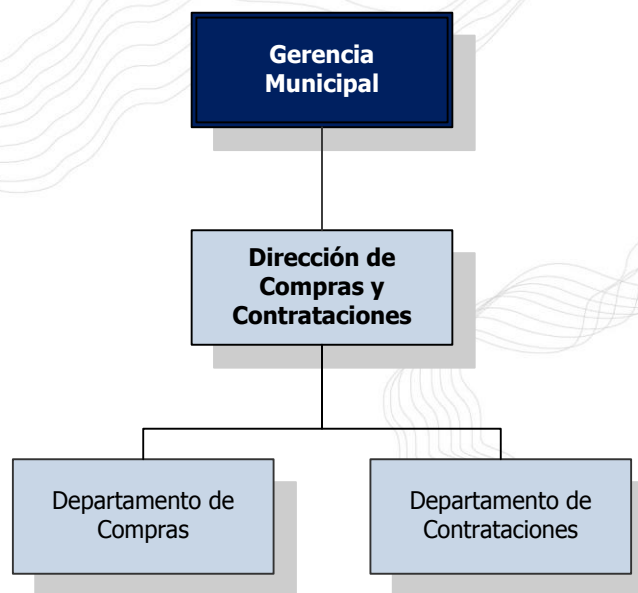 Gerencia
Municipal
Dirección de
Compras y
Contrataciones
Departamento de
Compras
Departamento de
Contrataciones